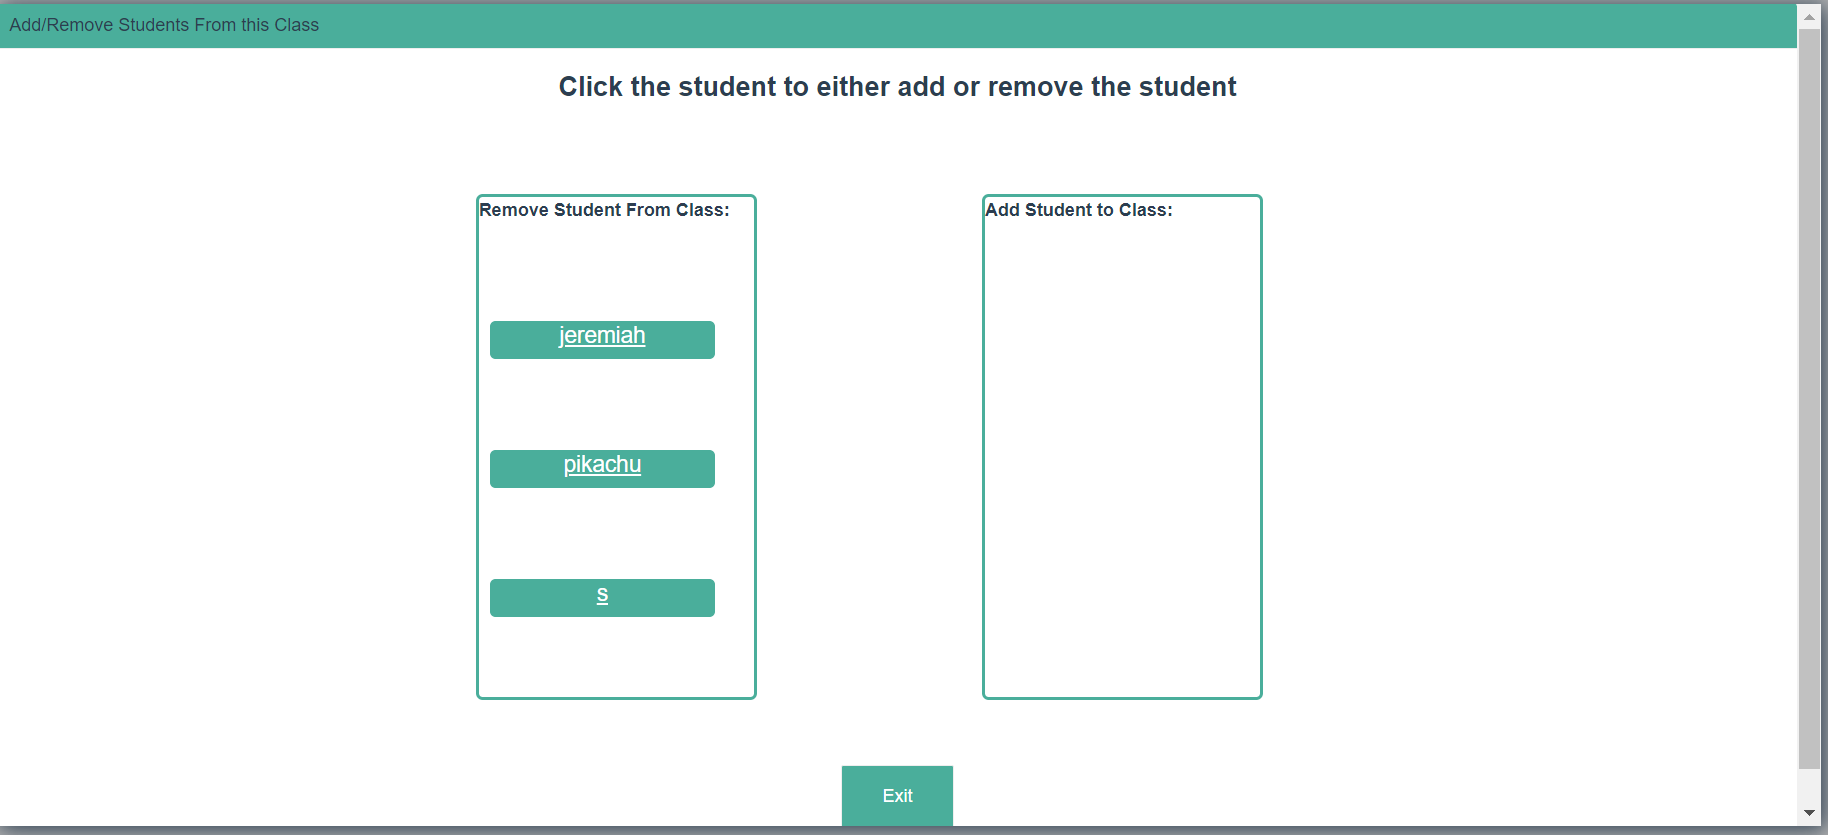 Add/Remove Students From this Class
Click the student to either add or remove the student
Remove Student From Class:
jeremiah
pikachu
s
Add Student to Class:
Exit